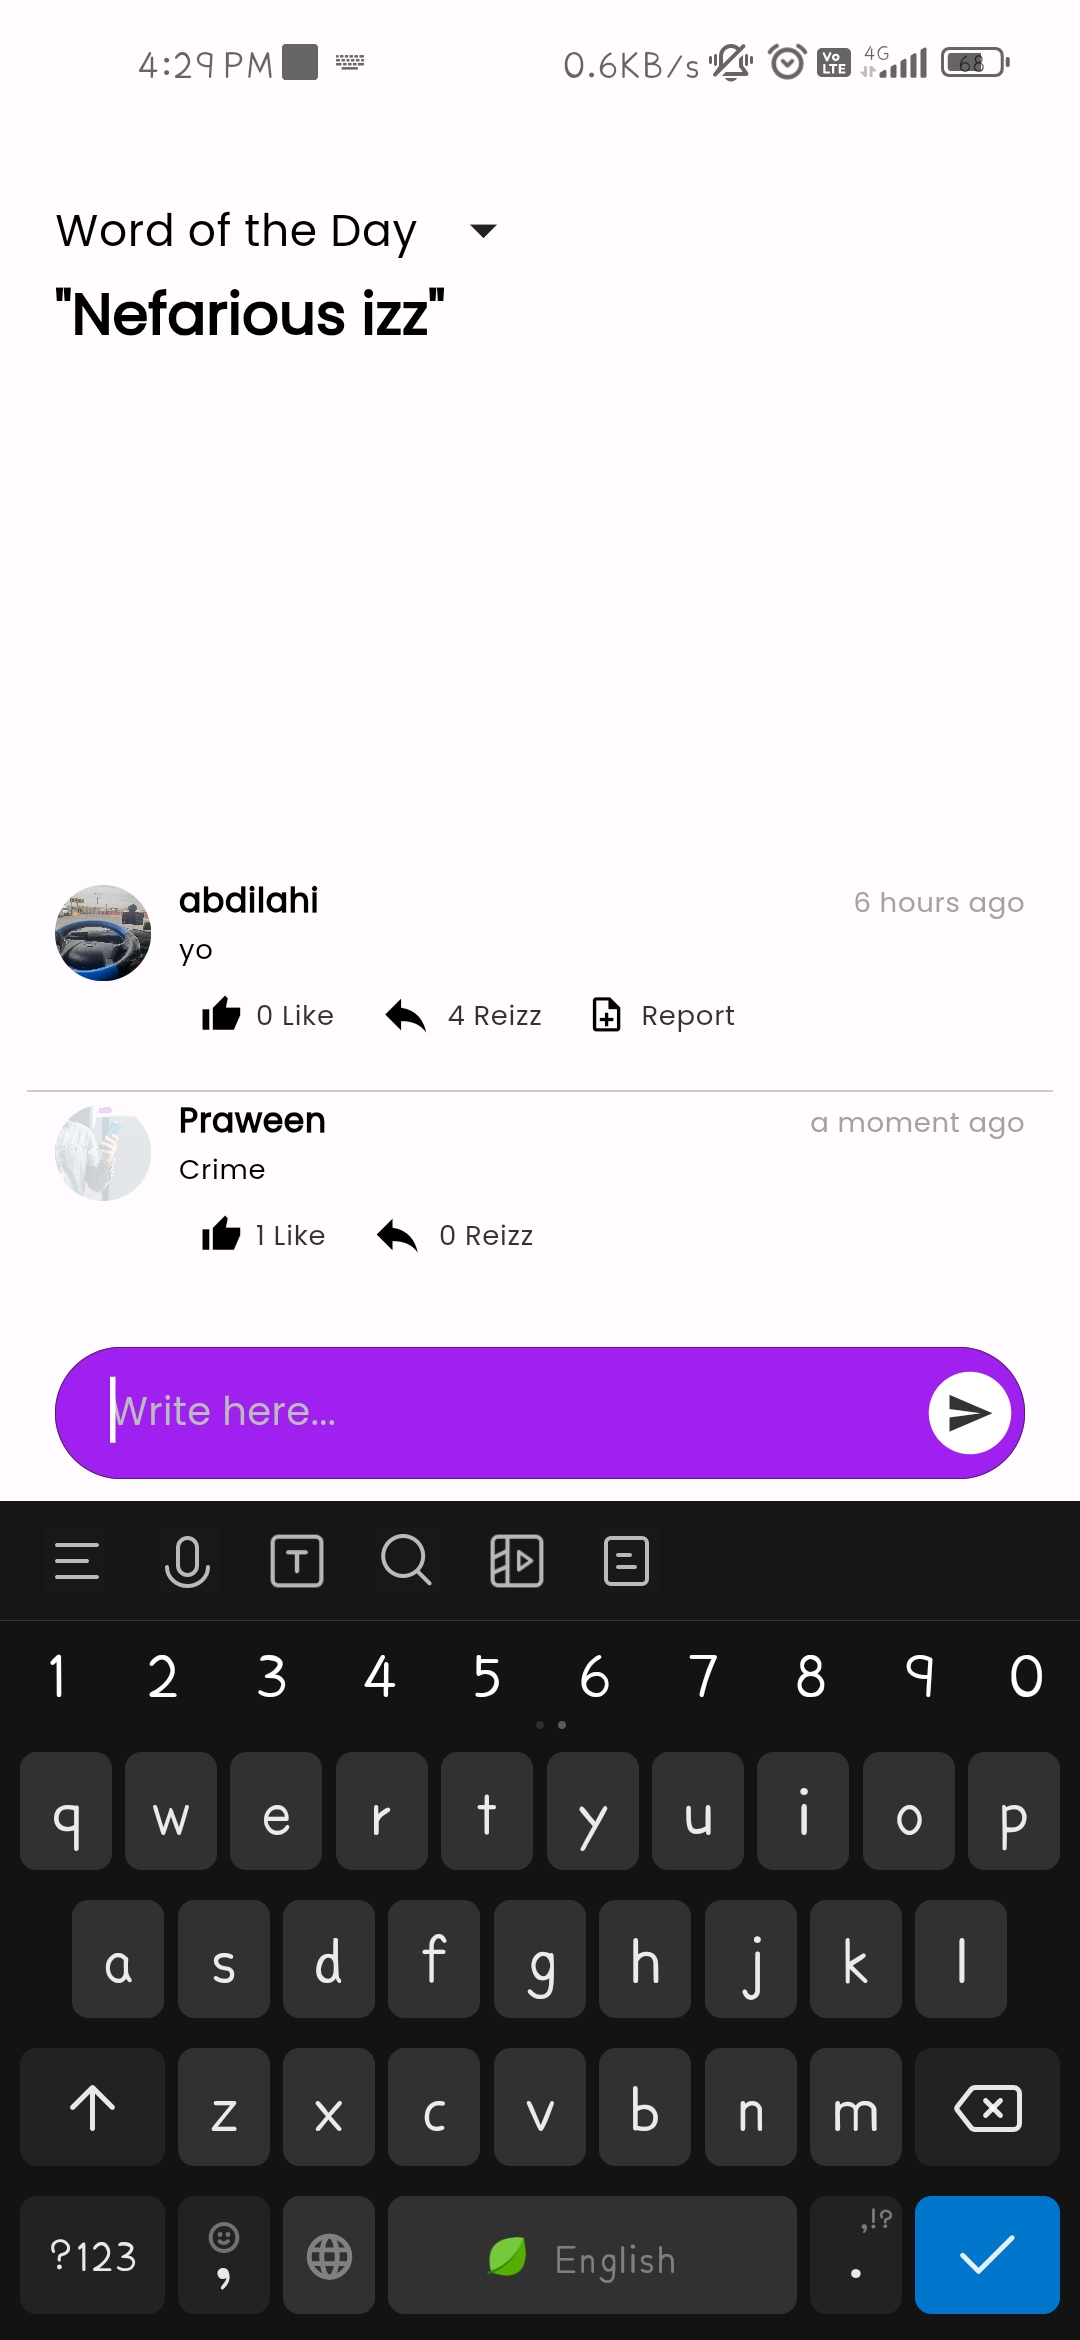 4:29 PM 0.6KB/s Vo LTE 4G 68
Word of the Day
"Nefarious izz"
abdilahi 6 hours ago
yo
0 Like 4 Reizz Report
Praween a moment ago
Crime
1 Like 0 Reizz
Write here...
T
1 2 3 4 5 6 7 8 9 0
q w e r t y u i o p
a s d f g h j k l
z x c v b n m
?123 , English . ,!?